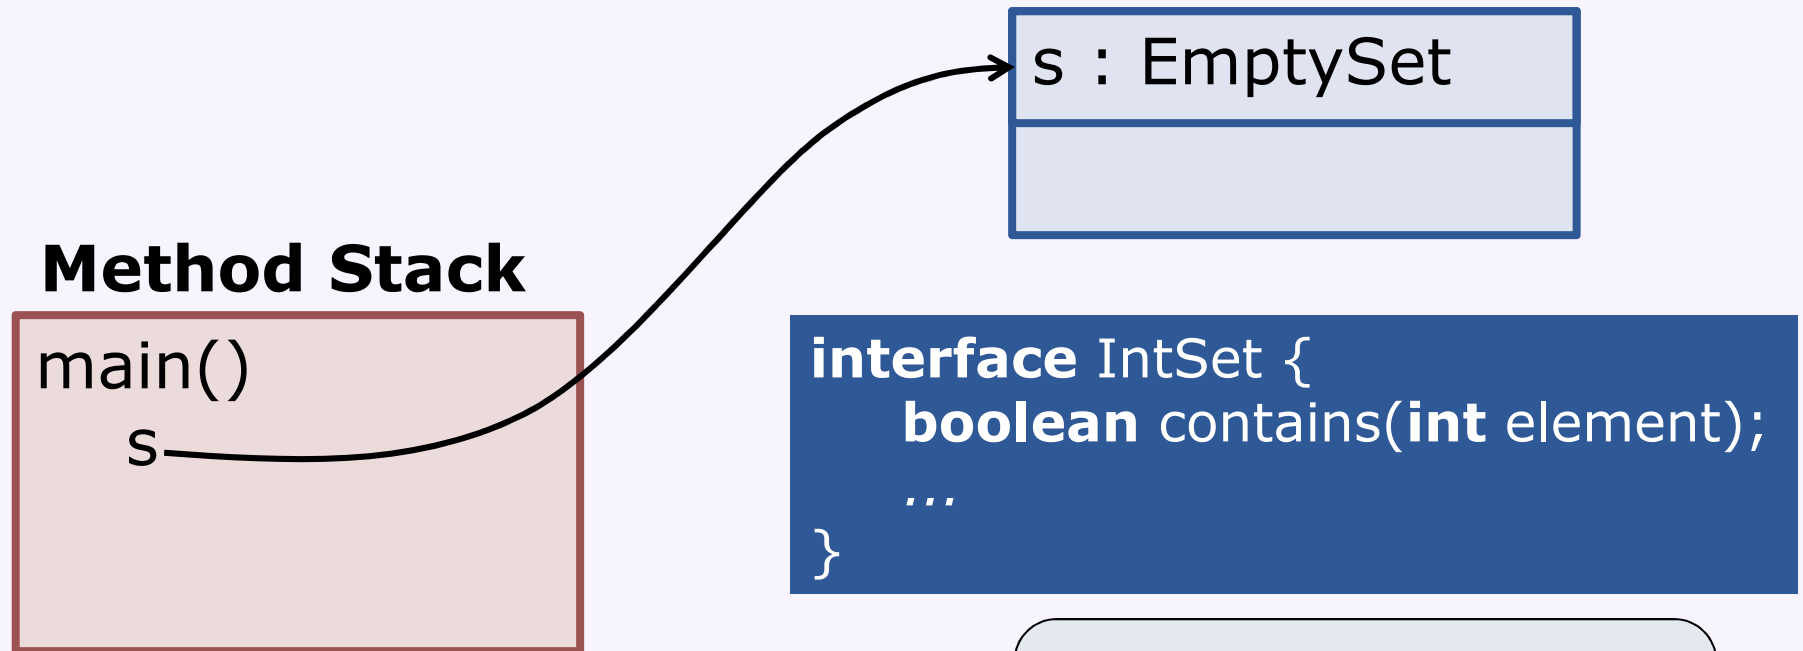 s : EmptySet
Method Stack
main()
s
interface IntSet {
boolean contains(int element);
...
}